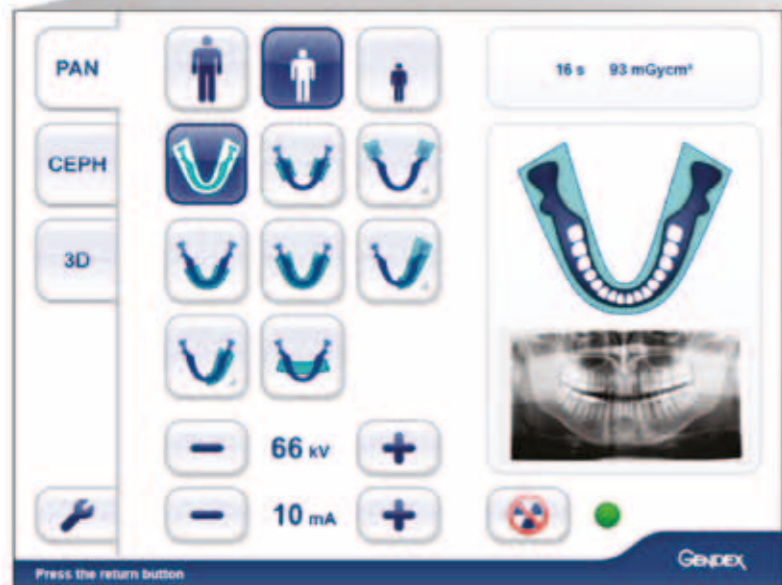 PAN
16 s 93 mGycm²
CEPH
3D
66 kV
10 mA
GENDEX
Press the return button